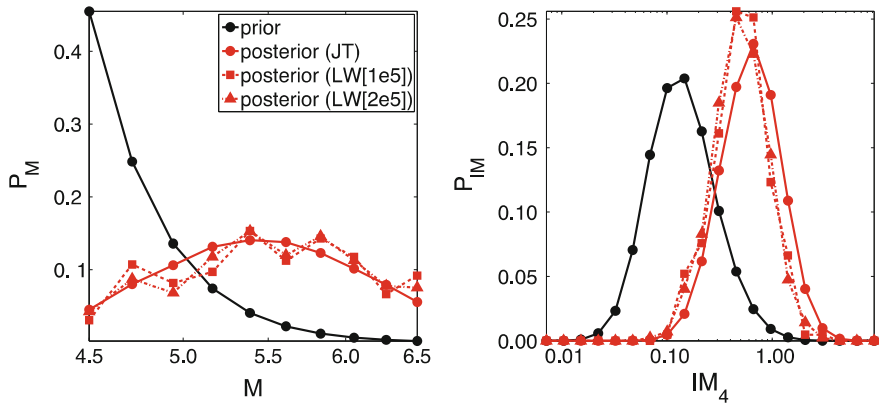 0.4
0.3
0.2
0.1
P_M
prior
posterior (JT)
posterior (LW[1e5])
posterior (LW[2e5])
4.5 5.0 5.5 6.0 6.5
M
0.25
0.20
0.15
0.10
0.05
0.00
P_IM
0.01 0.10 1.00
IM_4